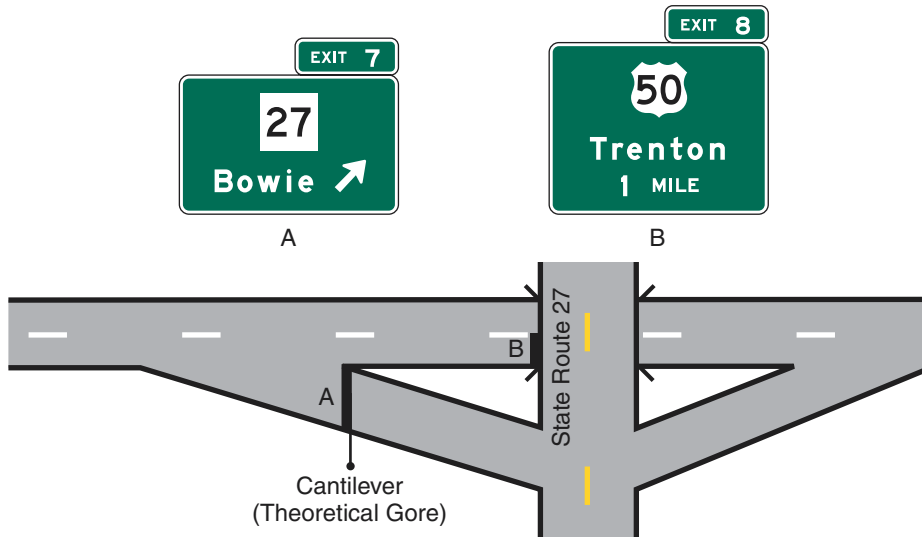 EXIT 7
27
Bowie
A
EXIT 8
50
Trenton
1 MILE
B
State Route 27
B
A
Cantilever
(Theoretical Gore)